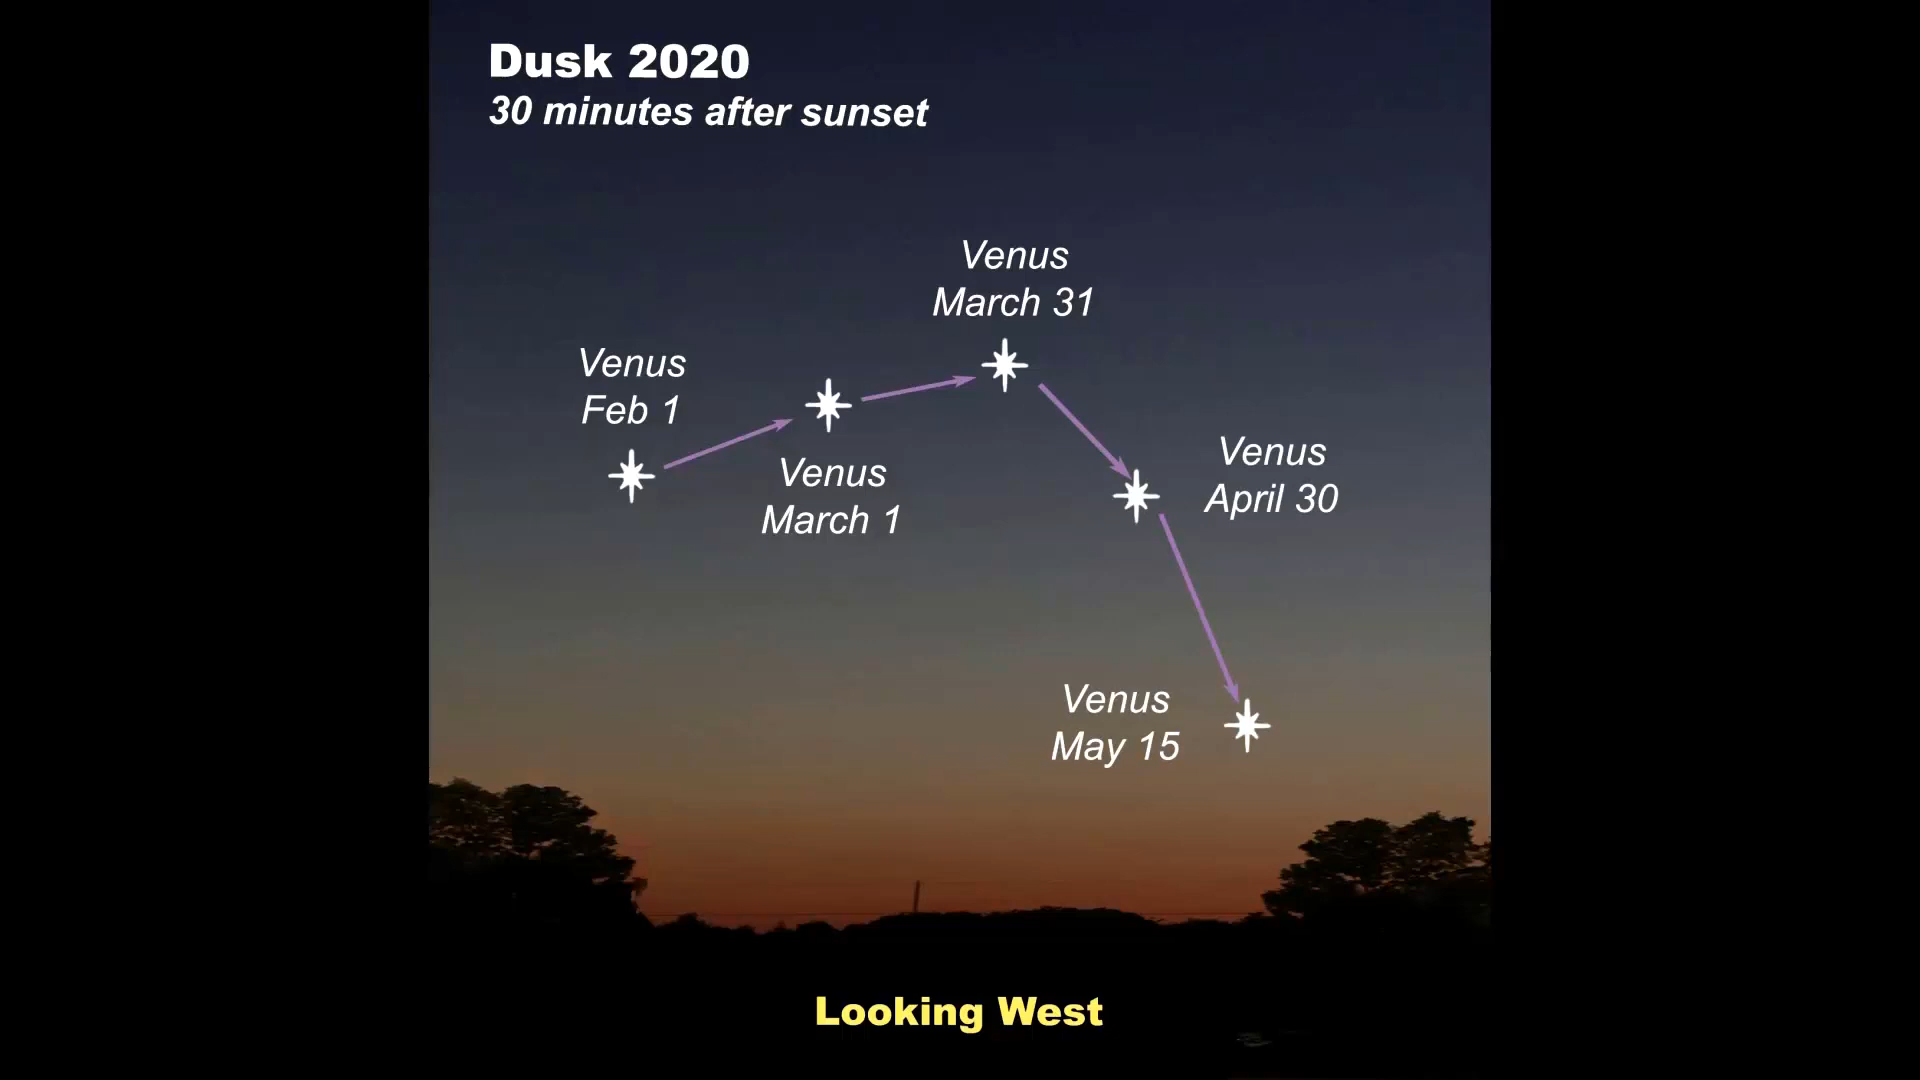 Dusk 2020
30 minutes after sunset
Venus
March 31
Venus
Feb 1
Venus
March 1
Venus
April 30
Venus
May 15
Looking West